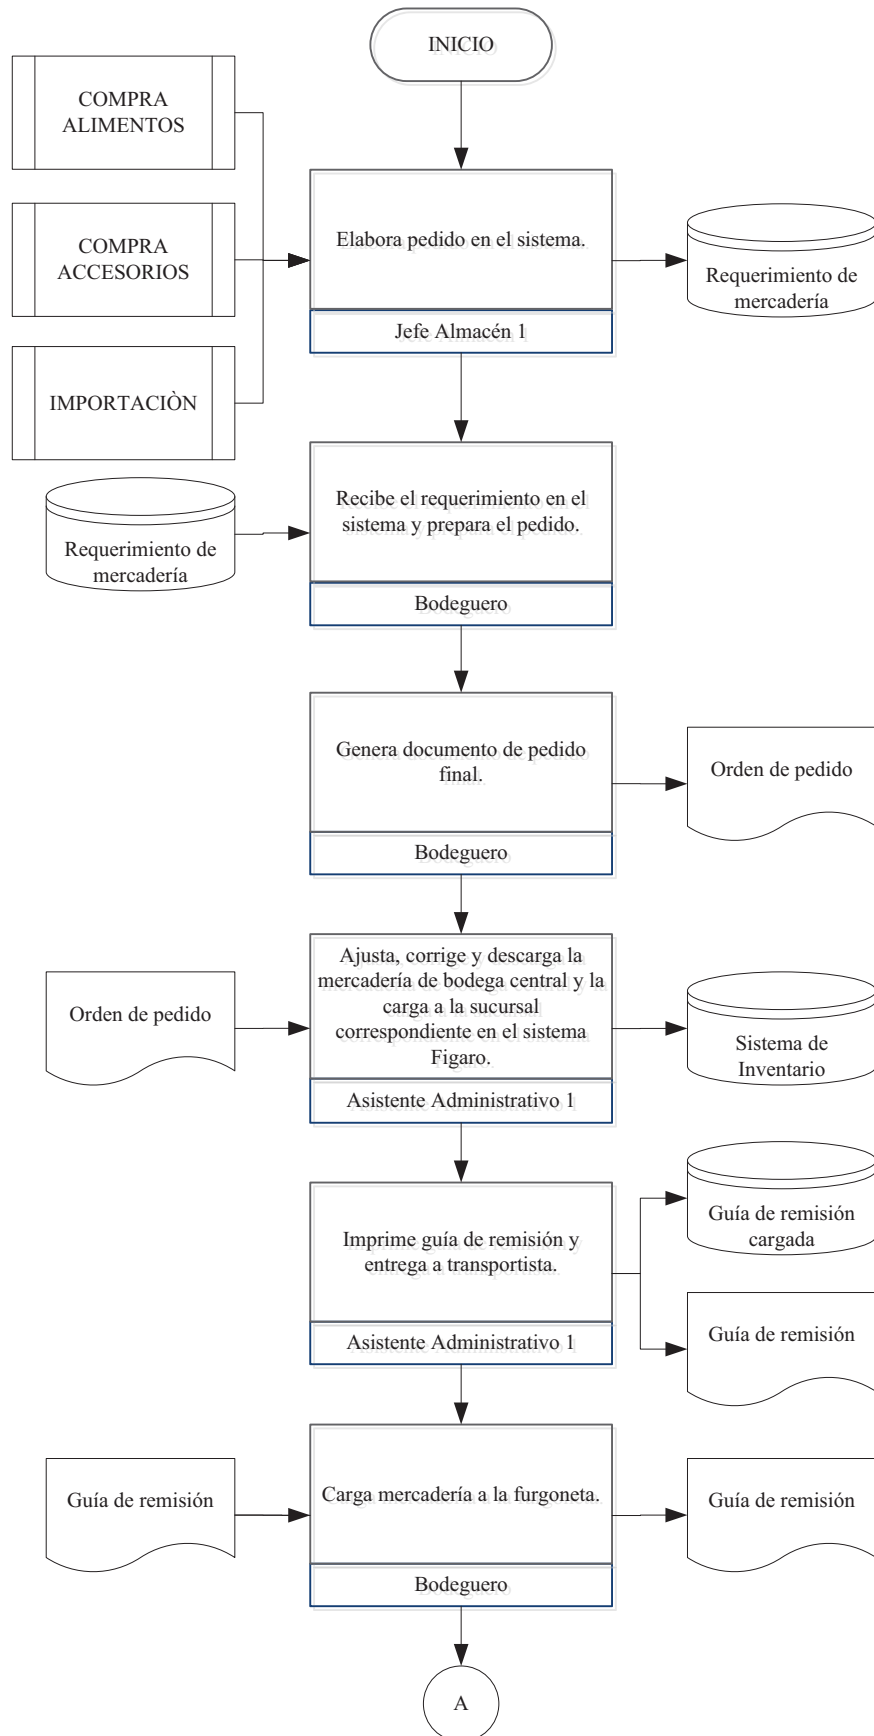 INICIO
COMPRA
ALIMENTOS
COMPRA
ACCESORIOS
IMPORTACIÒN
Elabora pedido en el sistema.
Jefe Almacén 1
Requerimiento de
mercadería
Requerimiento de
mercadería
Recibe el requerimiento en el
sistema y prepara el pedido.
Bodeguero
Genera documento de pedido
final.
Bodeguero
Orden de pedido
Orden de pedido
Ajusta, corrige y descarga la
mercadería de bodega central y la
carga a la sucursal
correspondiente en el sistema
Figaro.
Asistente Administrativo 1
Sistema de
Inventario
Imprime guía de remisión y
entrega a transportista.
Asistente Administrativo 1
Guía de remisión
cargada
Guía de remisión
Guía de remisión
Carga mercadería a la furgoneta.
Bodeguero
Guía de remisión
A